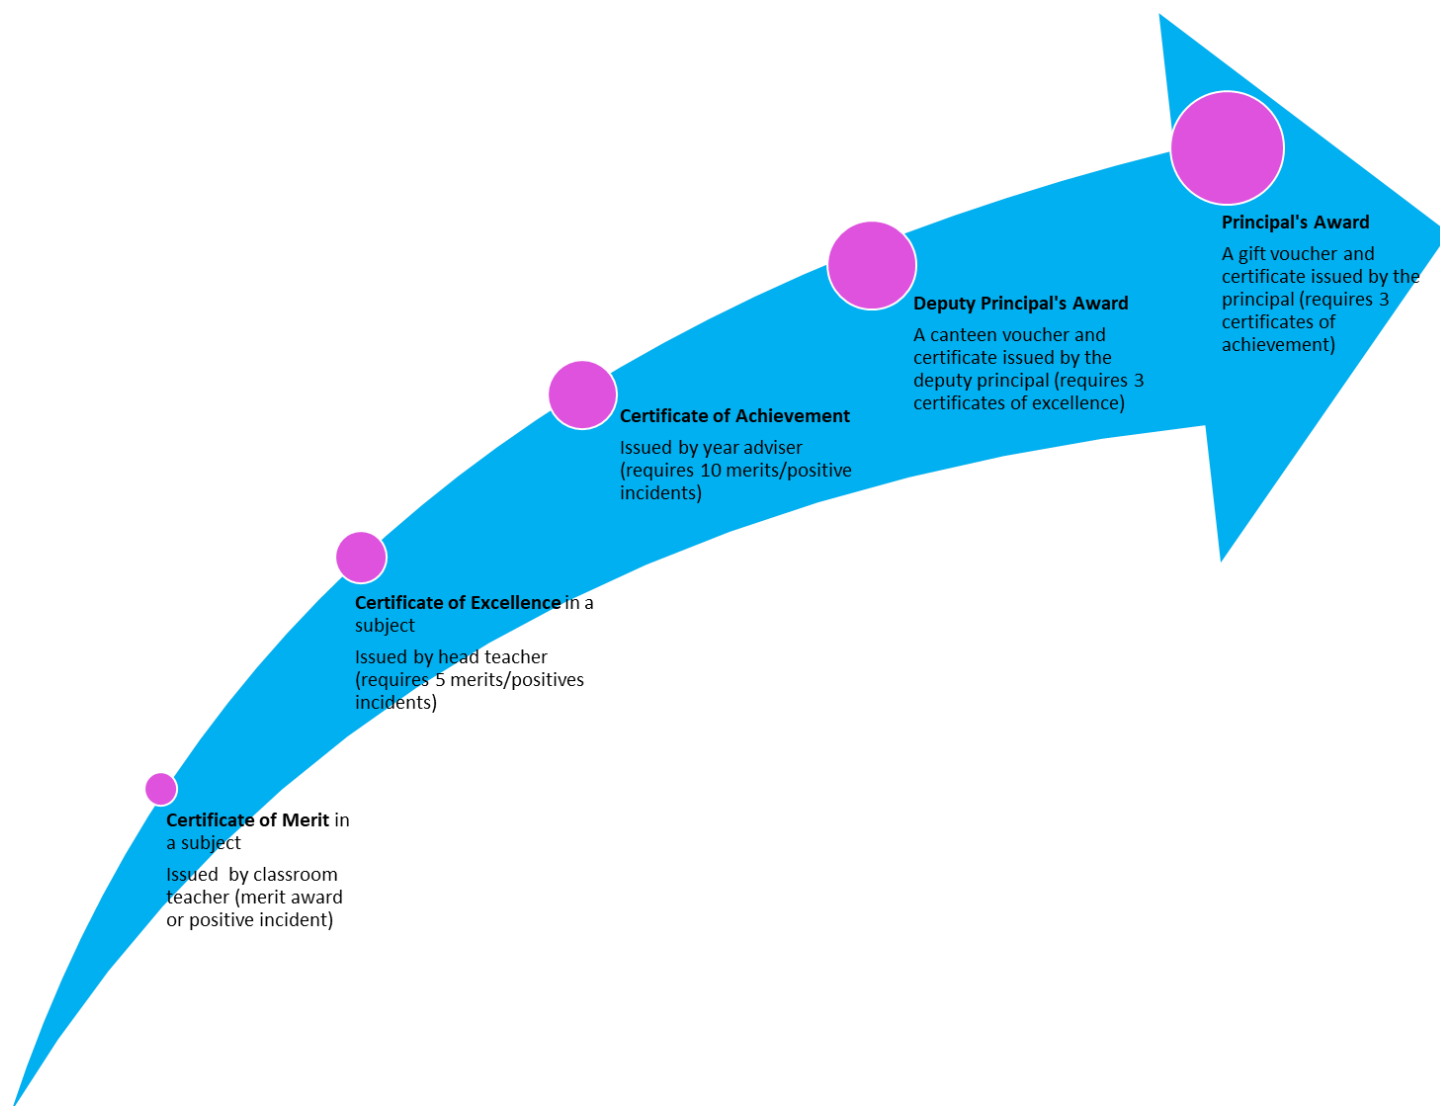 Principal's Award
A gift voucher and
certificate issued by the
principal (requires 3
certificates of
achievement)
Deputy Principal's Award
A canteen voucher and
certificate issued by the
deputy principal (requires 3
certificates of excellence)
Certificate of Achievement
Issued by year adviser
(requires 10 merits/positive
incidents)
Certificate of Excellence in a
subject
Issued by head teacher
(requires 5 merits/positives
incidents)
Certificate of Merit in
a subject
Issued  by classroom
teacher (merit award
or positive incident)